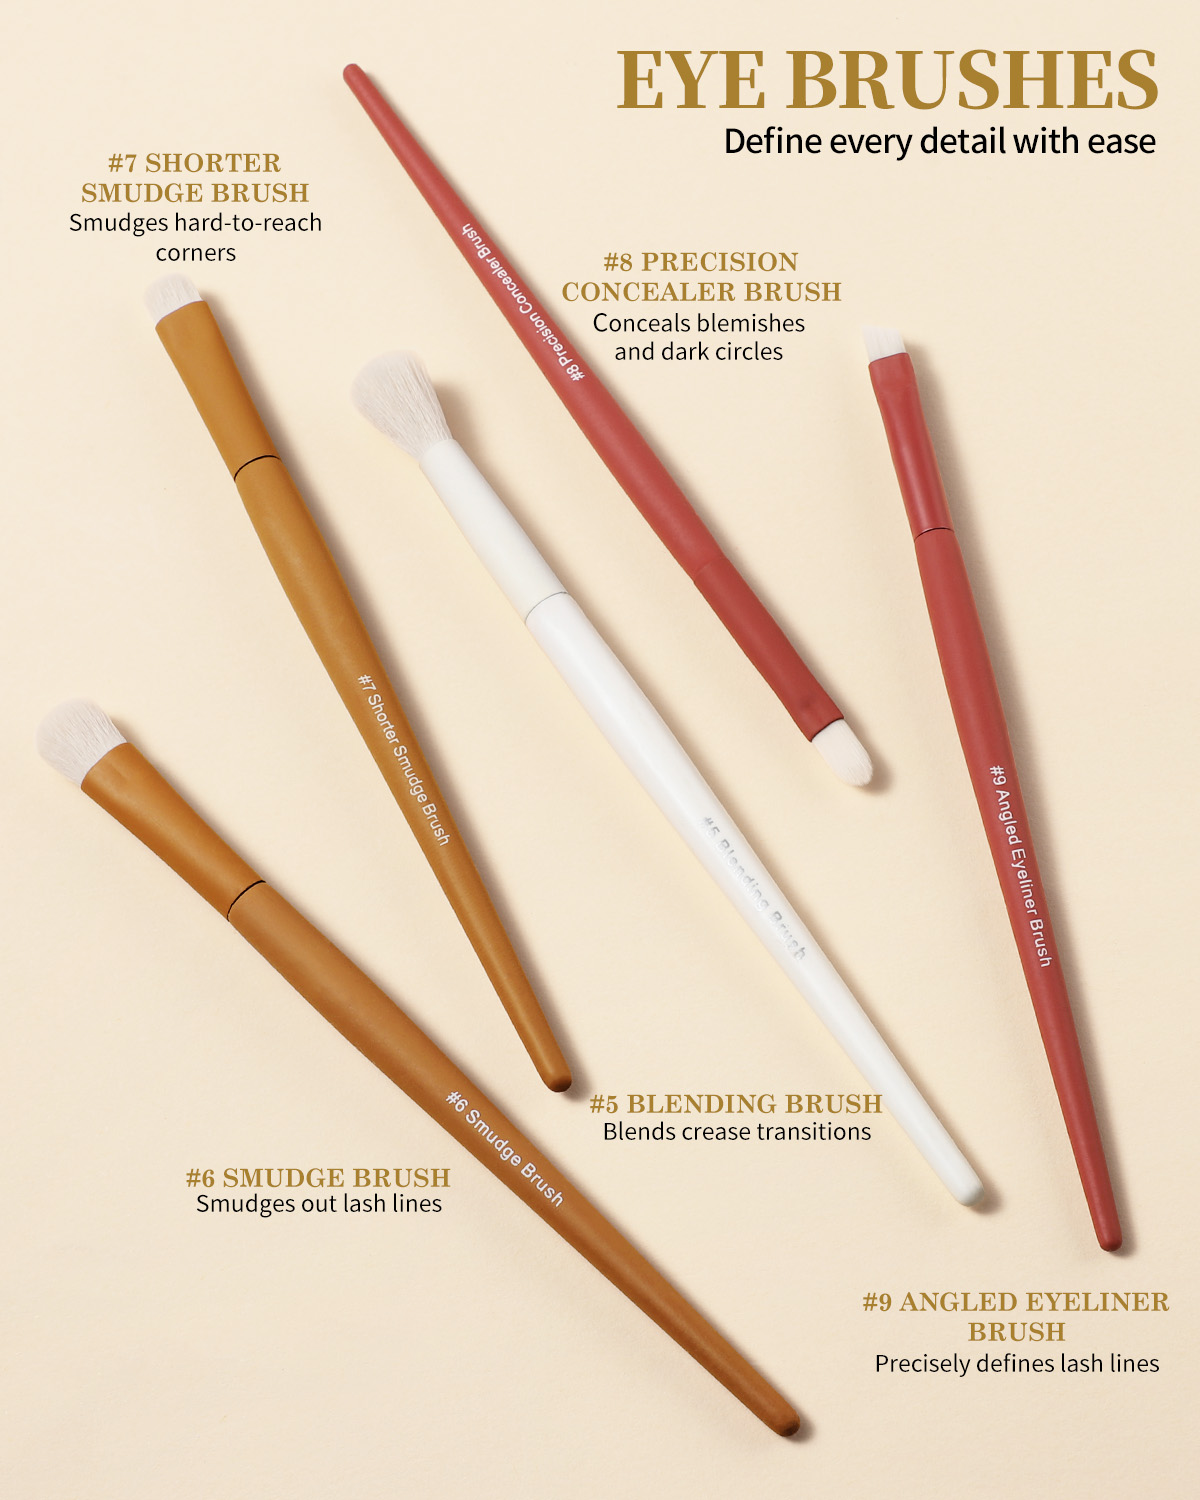 EYE BRUSHES
Define every detail with ease
#7 SHORTER
SMUDGE BRUSH
Smudges hard-to-reach
corners
#8 Precision Concealer Brush
#8 PRECISION
CONCEALER BRUSH
Conceals blemishes
and dark circles
#7 Shorter Smudge Brush
#5 Blending Brush
#9 Angled Eyeliner Brush
#5 BLENDING BRUSH
Blends crease transitions
#6 Smudge Brush
#6 SMUDGE BRUSH
Smudges out lash lines
#9 ANGLED EYELINER
BRUSH
Precisely defines lash lines